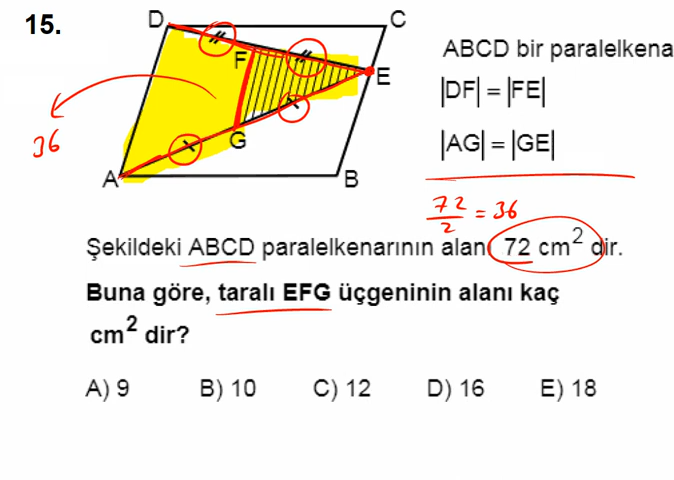 15.
D
C
F
E
G
A
B
36
ABCD bir paralelkena
|DF| = |FE|
|AG| = |GE|
72/2 = 36
Şekildeki ABCD paralelkenarının alanı 72 cm² dir.
Buna göre, taralı EFG üçgeninin alanı kaç
cm² dir?
A) 9 B) 10 C) 12 D) 16 E) 18